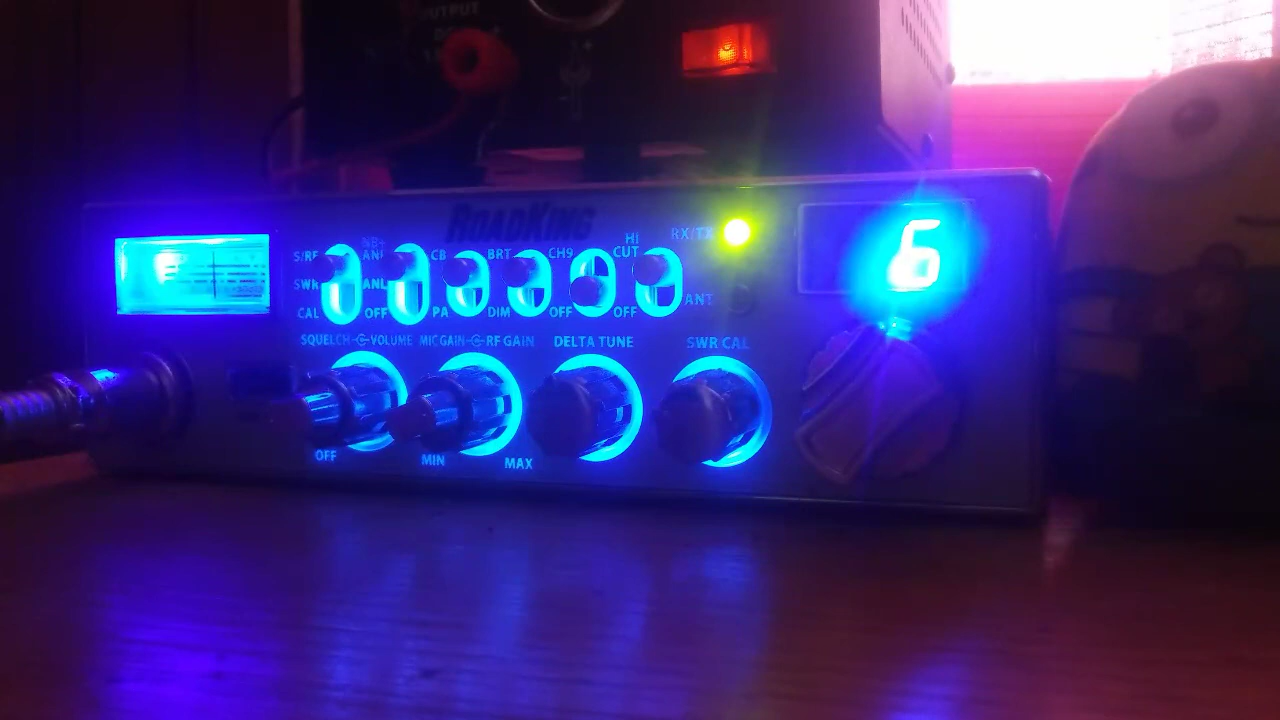 OUTPUT
ROADKING
S/RF NB+ ANL CB BRT CH9 HI CUT RX/TX 6
SWR ANL ANT
CAL OFF PA DIM OFF OFF
SQUELCH VOLUME MIC GAIN RF GAIN DELTA TUNE SWR CAL
OFF MIN MAX